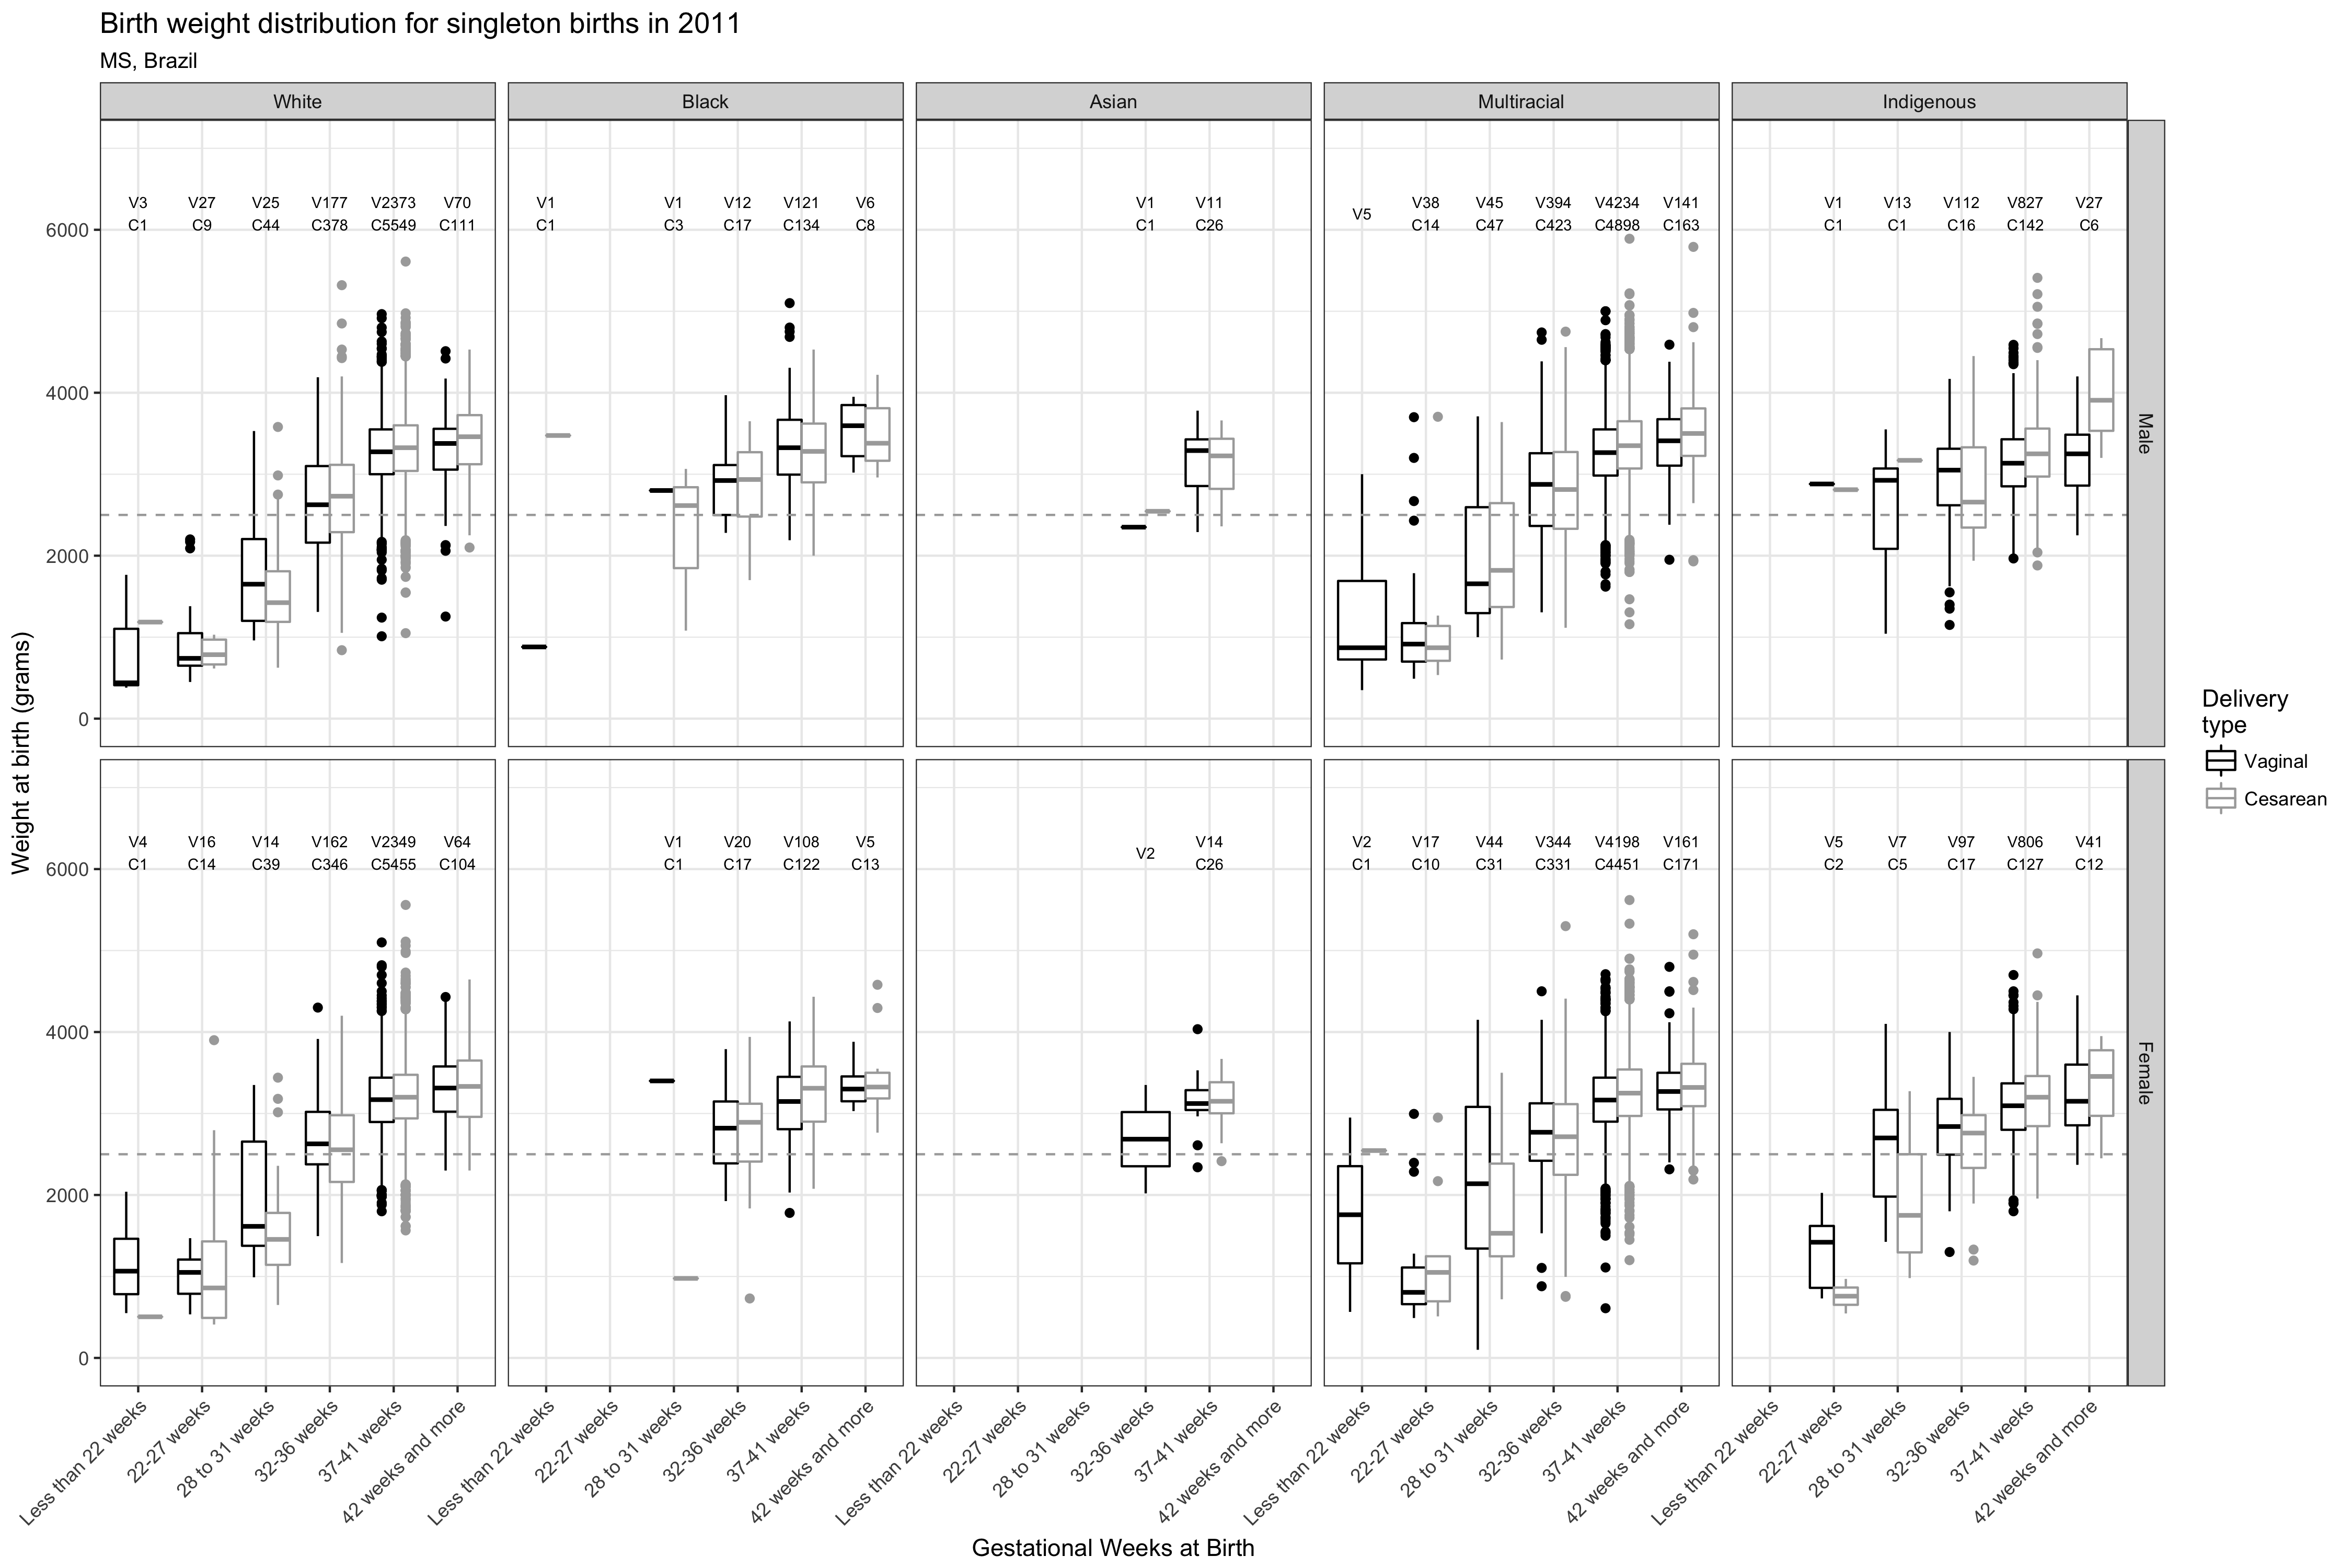 Birth weight distribution for singleton births in 2011
MS, Brazil
White Black Asian Multiracial Indigenous
V3 V27 V25 V177 V2373 V70 V1 V1 V12 V121 V6 V1 V11 V5 V38 V45 V394 V4234 V141 V1 V13 V112 V827 V27
C1 C9 C44 C378 C5549 C111 C1 C3 C17 C134 C8 C1 C26 C14 C47 C423 C4898 C163 C1 C1 C16 C142 C6
6000
4000
2000
0
Male
V4 V16 V14 V162 V2349 V64 V1 V20 V108 V5 V2 V14 V2 V17 V44 V344 V4198 V161 V5 V7 V97 V806 V41
C1 C14 C39 C346 C5455 C104 C1 C17 C122 C13 C26 C1 C10 C31 C331 C4451 C171 C2 C5 C17 C127 C12
6000
4000
2000
0
Female
Weight at birth (grams)
Less than 22 weeks
22-27 weeks
28 to 31 weeks
32-36 weeks
37-41 weeks
42 weeks and more
Less than 22 weeks
22-27 weeks
28 to 31 weeks
32-36 weeks
37-41 weeks
42 weeks and more
Less than 22 weeks
22-27 weeks
28 to 31 weeks
32-36 weeks
37-41 weeks
42 weeks and more
Less than 22 weeks
22-27 weeks
28 to 31 weeks
32-36 weeks
37-41 weeks
42 weeks and more
Less than 22 weeks
22-27 weeks
28 to 31 weeks
32-36 weeks
37-41 weeks
42 weeks and more
Gestational Weeks at Birth
Delivery
type
Vaginal
Cesarean